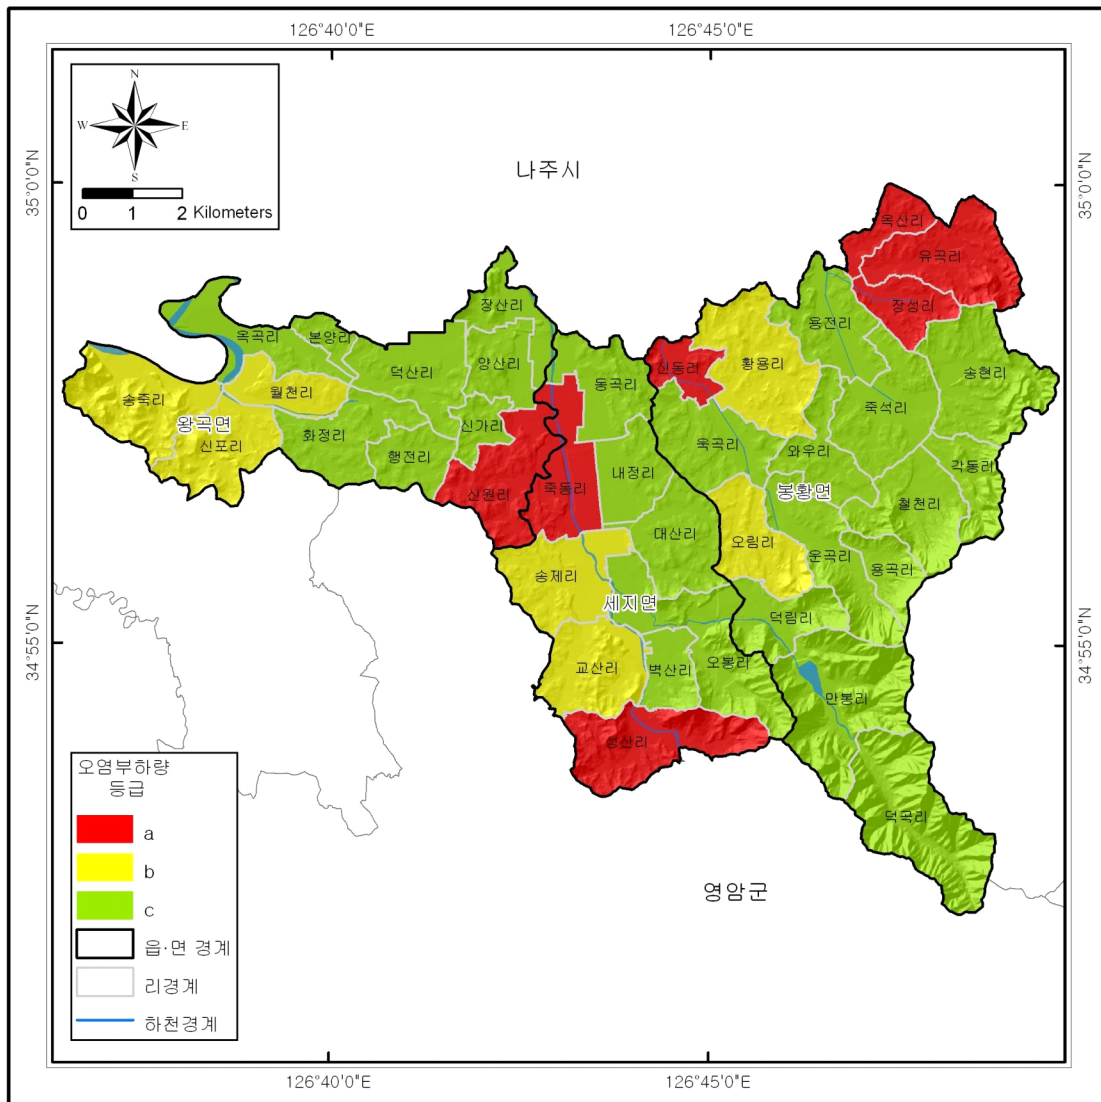 126°40'0"E
126°45'0"E
N
W
E
S
0 1 2 Kilometers
35°0'0"N
35°0'0"N
나주시
옥산리
유곡리
장성리
장산리
옥곡리
본양리
용전리
덕산리
양산리
동곡리
신동리
황용리
송현리
송죽리
월천리
죽석리
왕곡면
신가리
신포리
화정리
행전리
욱곡리
와우리
각동리
신원리
죽동리
내정리
봉황면
철천리
대산리
오림리
송제리
운곡리
용곡리
세지면
덕림리
34°55'0"N
34°55'0"N
교산리
벽산리
오봉리
만봉리
성산리
덕곡리
영암군
오염부하량
등급
a
b
c
읍·면 경계
리경계
하천경계
126°40'0"E
126°45'0"E